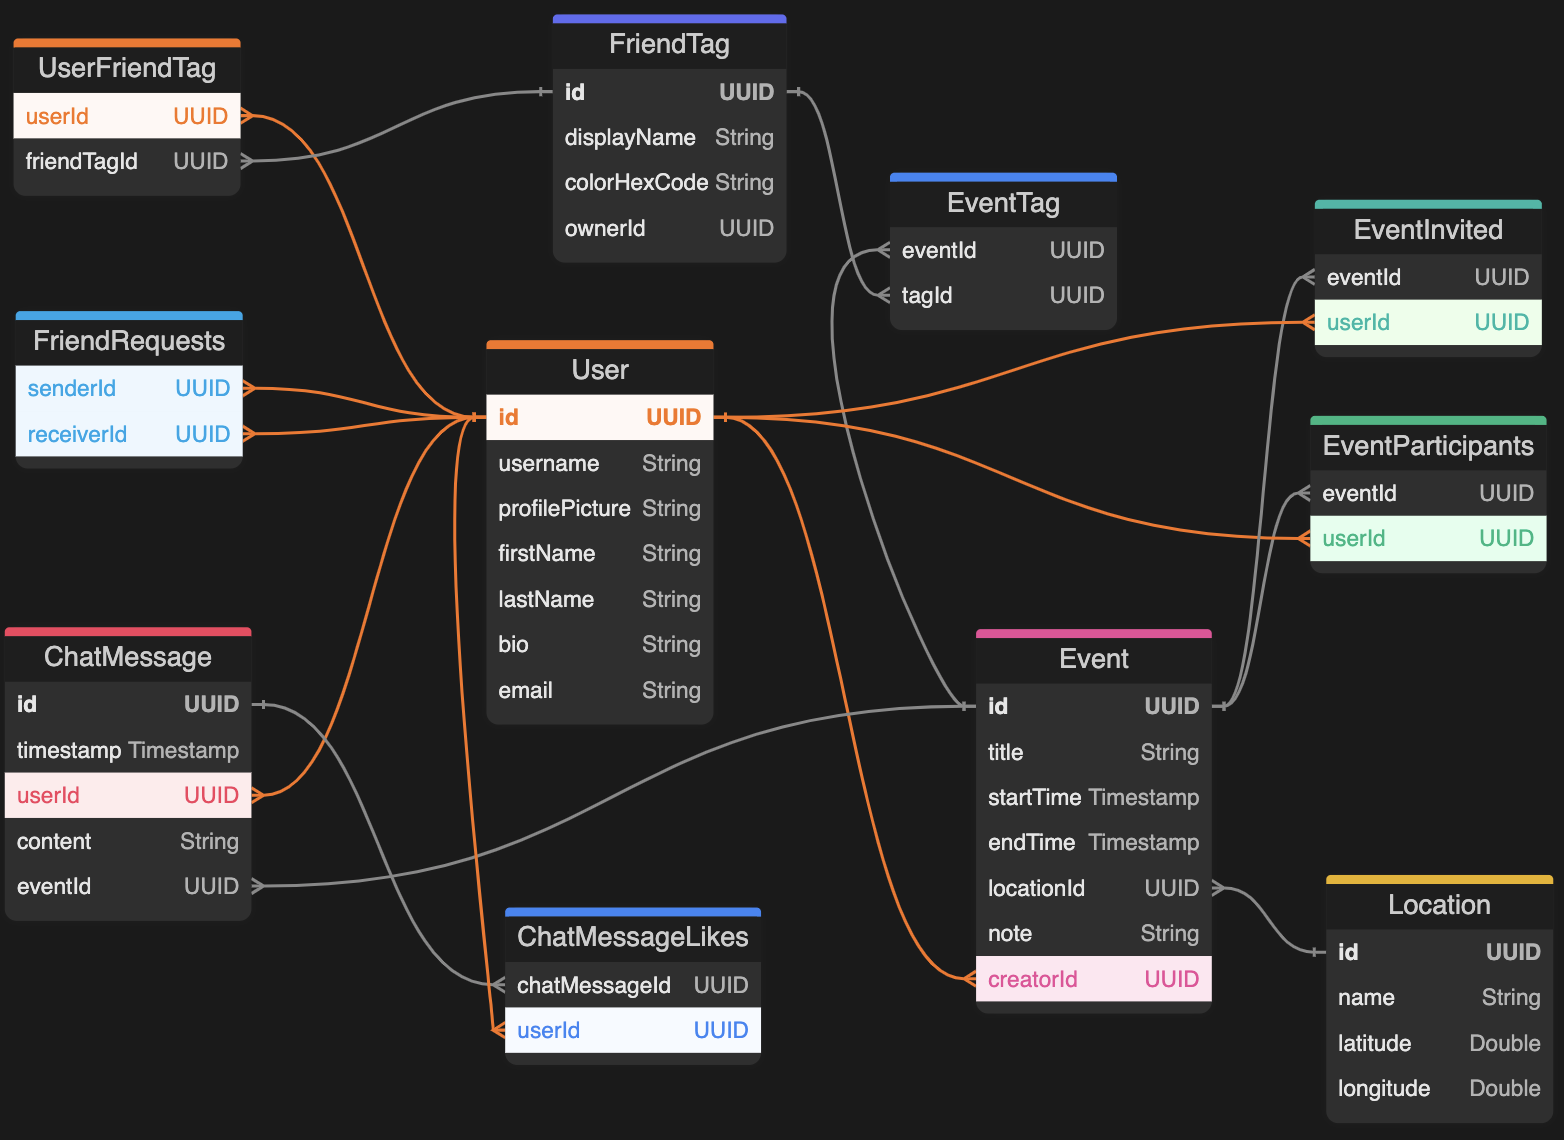 UserFriendTag
userId UUID
friendTagId UUID
FriendTag
id UUID
displayName String
colorHexCode String
ownerId UUID
EventTag
eventId UUID
tagId UUID
EventInvited
eventId UUID
userId UUID
FriendRequests
senderId UUID
receiverId UUID
User
id UUID
username String
profilePicture String
firstName String
lastName String
bio String
email String
EventParticipants
eventId UUID
userId UUID
ChatMessage
id UUID
timestamp Timestamp
userId UUID
content String
eventId UUID
Event
id UUID
title String
startTime Timestamp
endTime Timestamp
locationId UUID
note String
creatorId UUID
ChatMessageLikes
chatMessageId UUID
userId UUID
Location
id UUID
name String
latitude Double
longitude Double